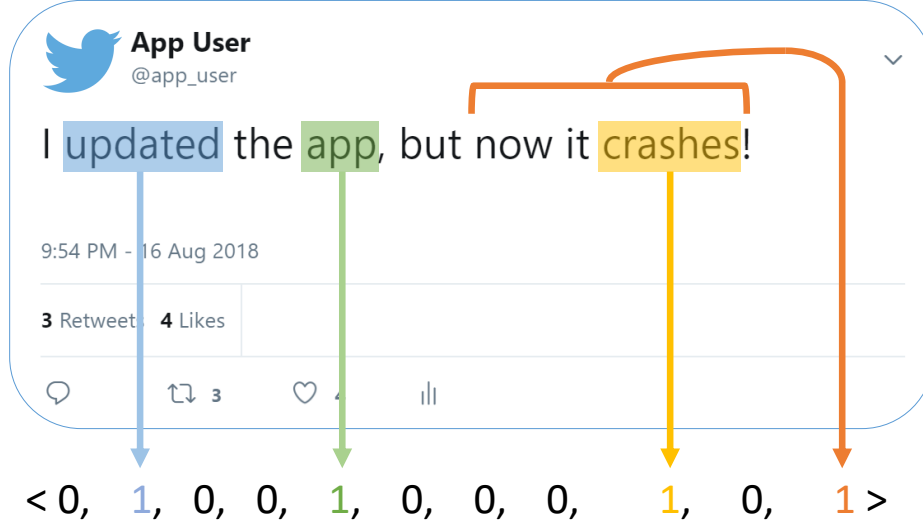 App User
@app_user
I updated the app, but now it crashes!
9:54 PM - 16 Aug 2018
3 Retweets 4 Likes
3 4
< 0, 1, 0, 0, 1, 0, 0, 0, 1, 0, 1 >